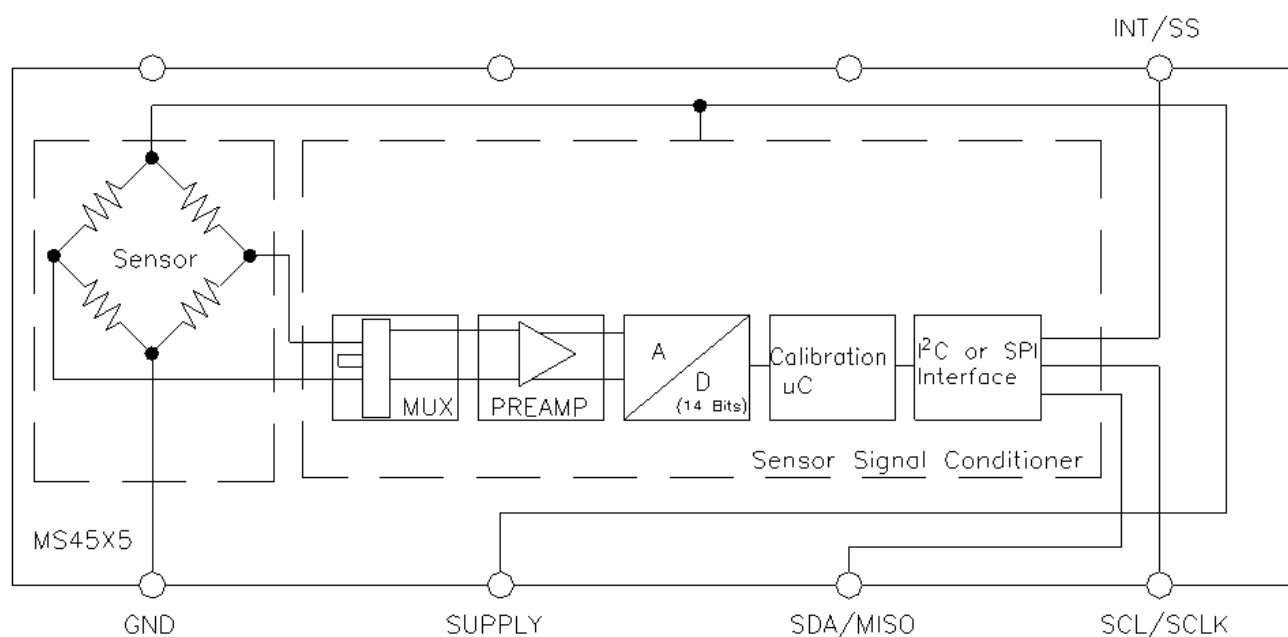 INT/SS
Sensor
MUX
PREAMP
A
D
(14 Bits)
Calibration
uC
I²C or SPI
Interface
Sensor Signal Conditioner
MS45X5
GND
SUPPLY
SDA/MISO
SCL/SCLK